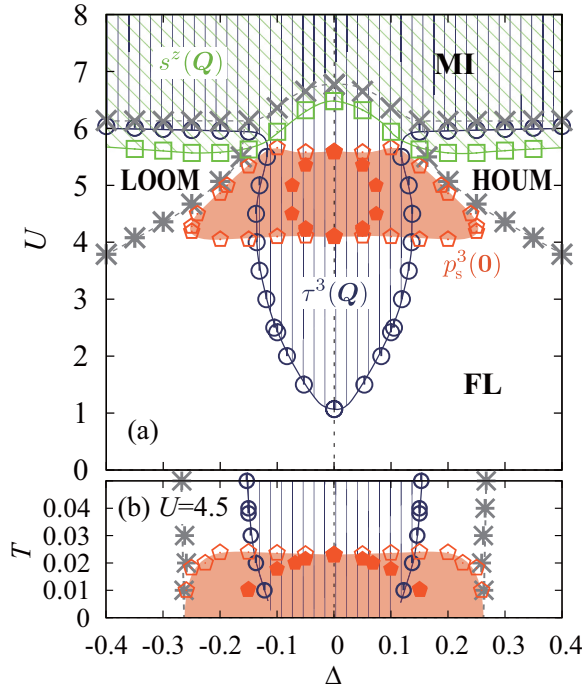 8
7
6
5
4
3
2
1
0
U
s^z(Q)
MI
LOOM
HOUM
p_s^3(0)
τ^3(Q)
FL
(a)
(b) U=4.5
0.04
0.03
0.02
0.01
0
T
-0.4 -0.3 -0.2 -0.1 0 0.1 0.2 0.3 0.4
Δ